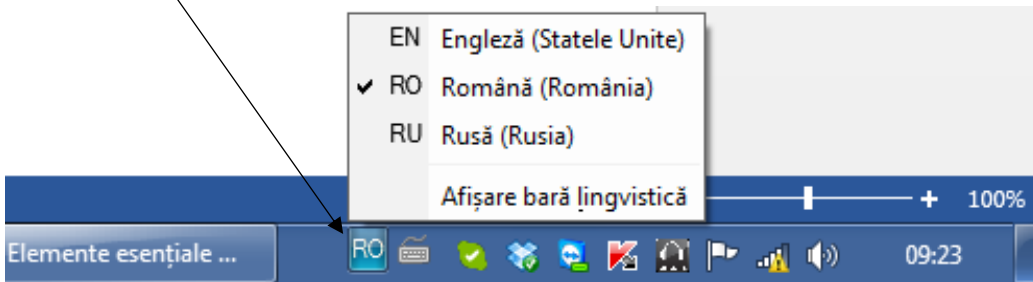 EN Engleză (Statele Unite)
RO Română (România)
RU Rusă (Rusia)
Afișare bară lingvistică
100%
Elemente esențiale ...
RO
09:23